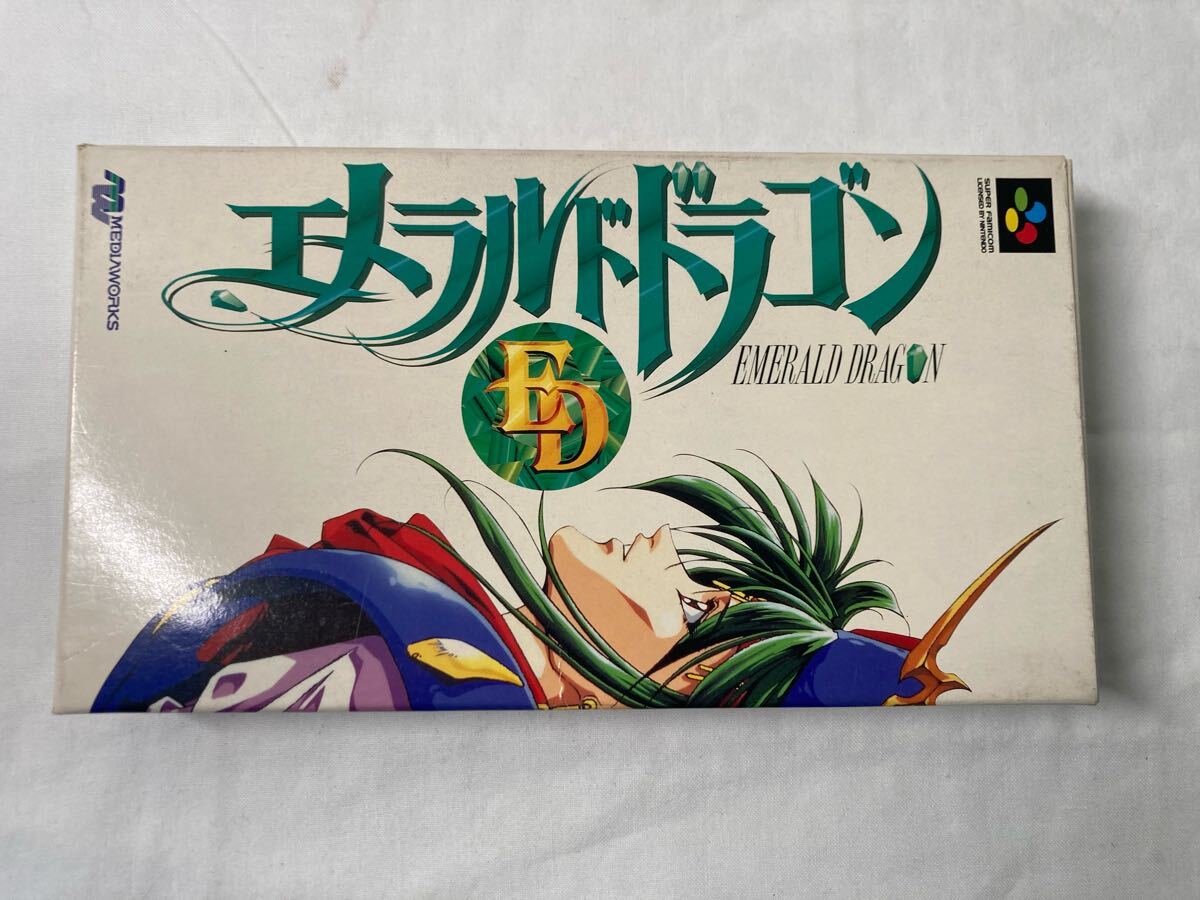 エメラルドドラゴン
EMERALD DRAGON
ED
MEDIAWORKS
SUPER FAMICOM
LICENSED BY NINTENDO